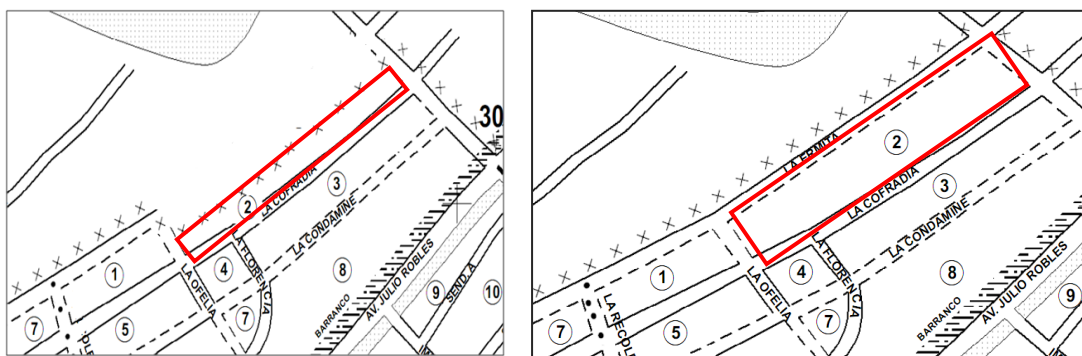 30
2
LA COFRADIA
3
LA CONDAMINE
1
LA FLORENCIA
4
LA OFELIA
8
7
5
7
BARRANCO
AV. JULIO ROBLES
9
SEND. A
10
LA ERMITA
2
LA COFRADIA
3
LA CONDAMINE
1
LA FLORENCIA
4
LA OFELIA
8
7
LA RECOLE
5
7
BARRANCO
AV. JULIO ROBLES
9